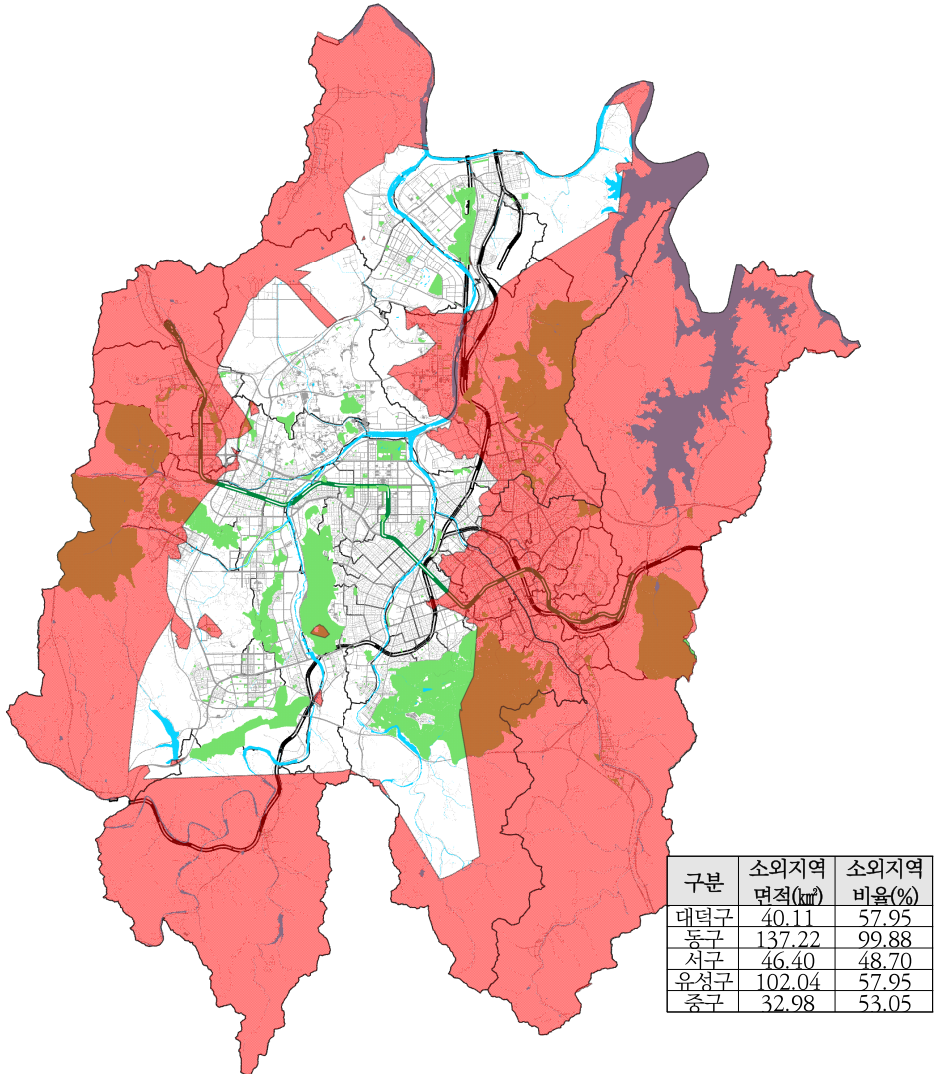 구분 소외지역 면적(㎢) 소외지역 비율(%)
대덕구 40.11 57.95
동구 137.22 99.88
서구 46.40 48.70
유성구 102.04 57.95
중구 32.98 53.05